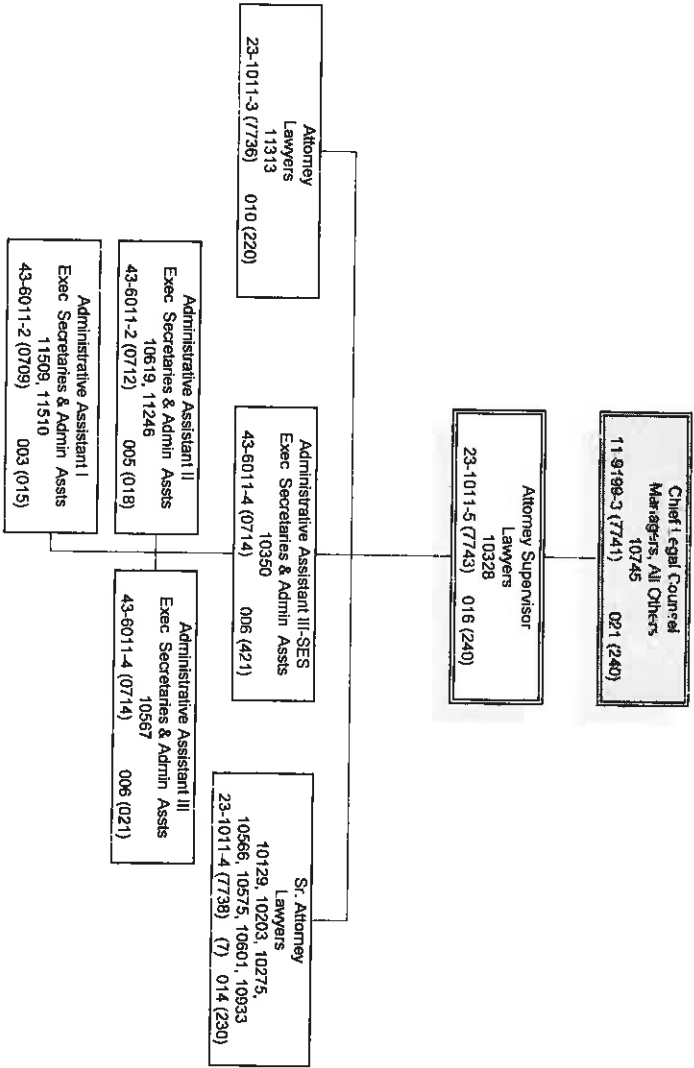 Chief Legal Counsel
Managers, All Others
10745
11-9199-3 (7741) 021 (240)
Attorney Supervisor
Lawyers
10328
23-1011-5 (7743) 016 (240)
Attorney
Lawyers
11313
23-1011-3 (7736) 010 (220)
Administrative Assistant III-SES
Exec Secretaries & Admin Assts
10350
43-6011-4 (0714) 006 (421)
Sr. Attorney
Lawyers
10129, 10203, 10275,
10566, 10575, 10601, 10933
23-1011-4 (7738) (7) 014 (230)
Administrative Assistant II
Exec Secretaries & Admin Assts
10619, 11246
43-6011-2 (0712) 005 (018)
Administrative Assistant III
Exec Secretaries & Admin Assts
10567
43-6011-4 (0714) 006 (021)
Administrative Assistant I
Exec Secretaries & Admin Assts
11509, 11510
43-6011-2 (0709) 003 (015)